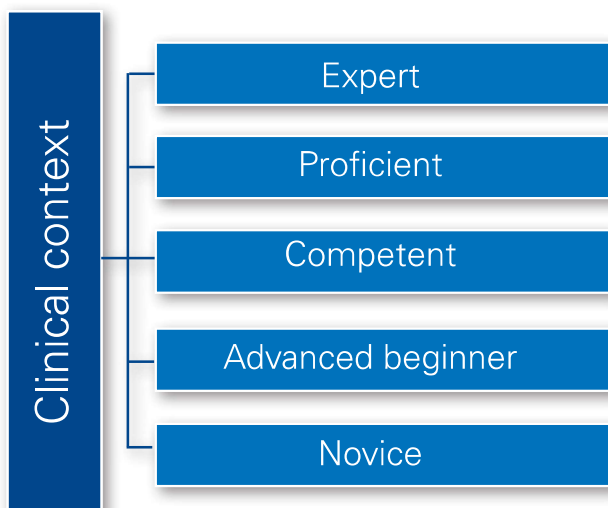 Clinical context
Expert
Proficient
Competent
Advanced beginner
Novice